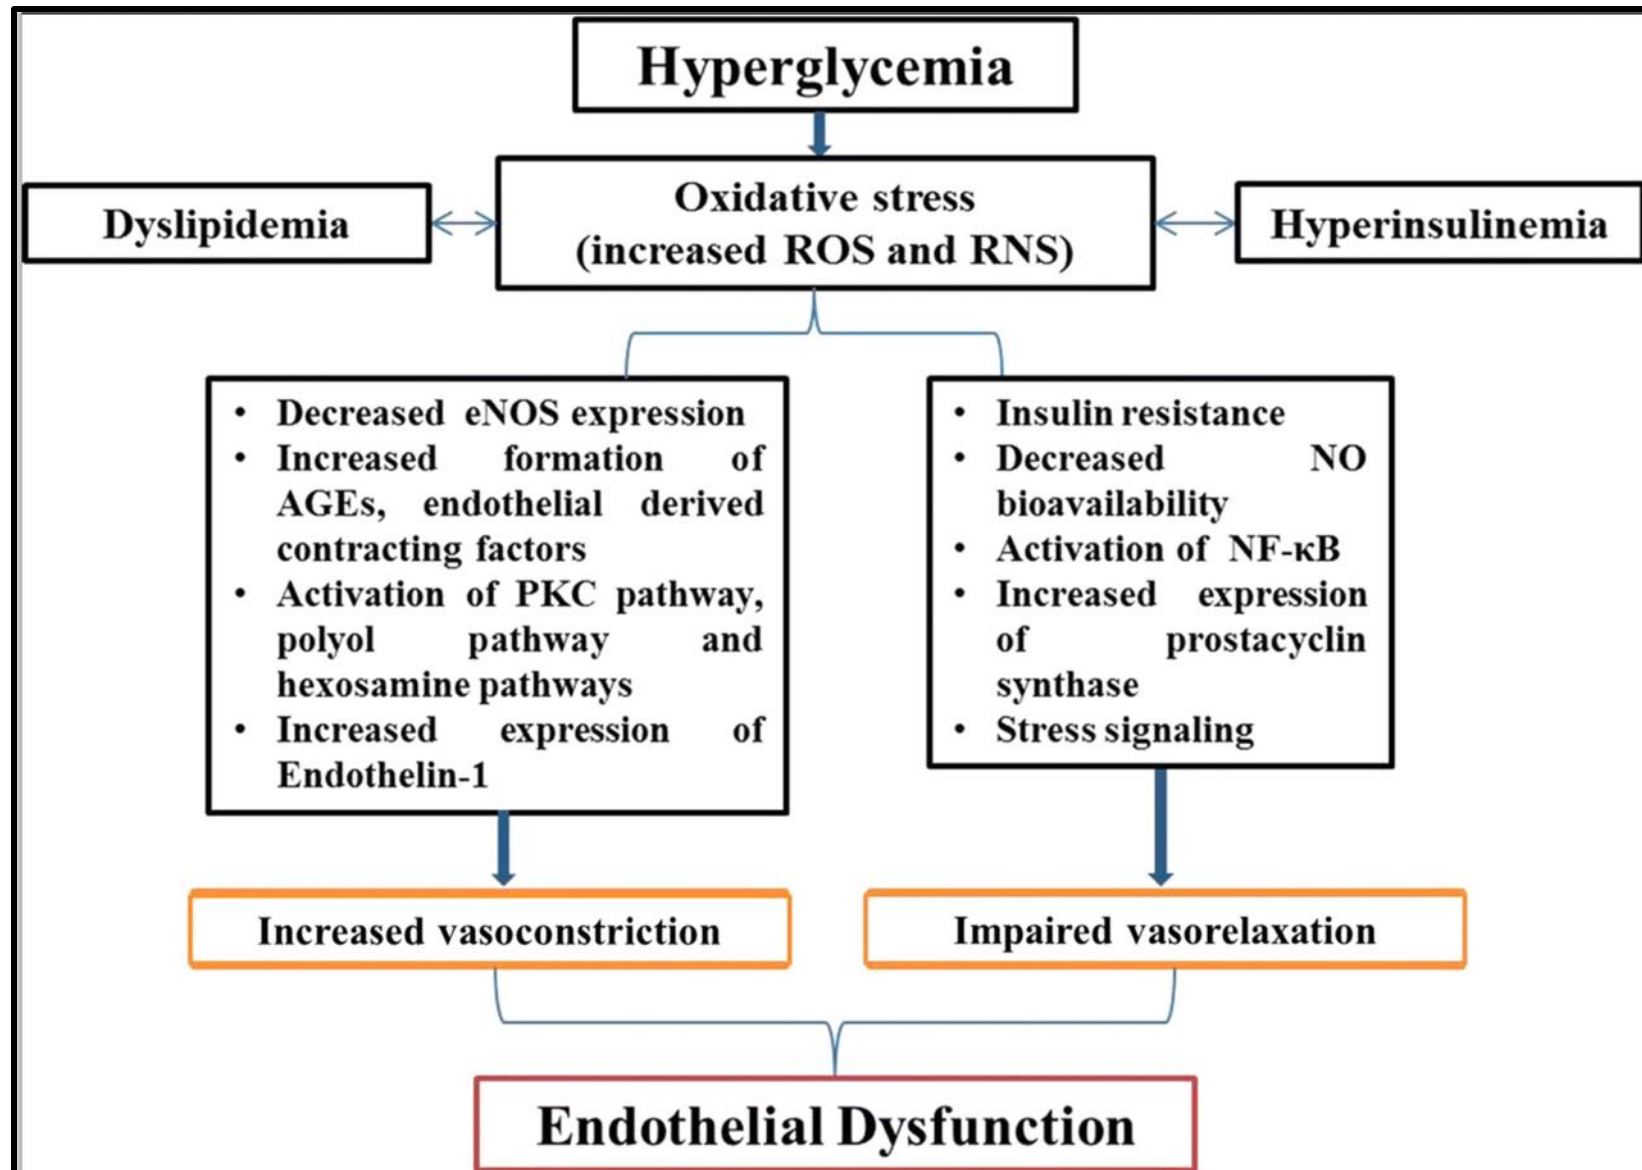 Hyperglycemia
Oxidative stress
(increased ROS and RNS)
Dyslipidemia
Hyperinsulinemia
• Decreased eNOS expression
• Increased formation of
AGEs, endothelial derived
contracting factors
• Activation of PKC pathway,
polyol pathway and
hexosamine pathways
• Increased expression of
Endothelin-1
• Insulin resistance
• Decreased NO
bioavailability
• Activation of NF-κB
• Increased expression
of prostacyclin
synthase
• Stress signaling
Increased vasoconstriction
Impaired vasorelaxation
Endothelial Dysfunction